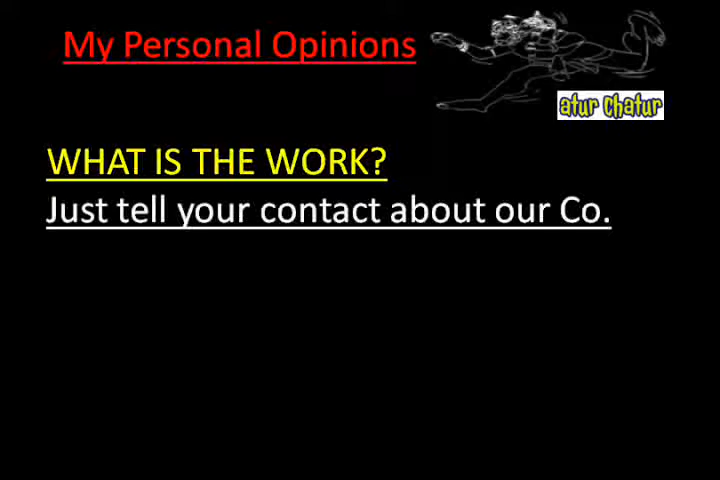 My Personal Opinions
atur chatur
WHAT IS THE WORK?
Just tell your contact about our Co.